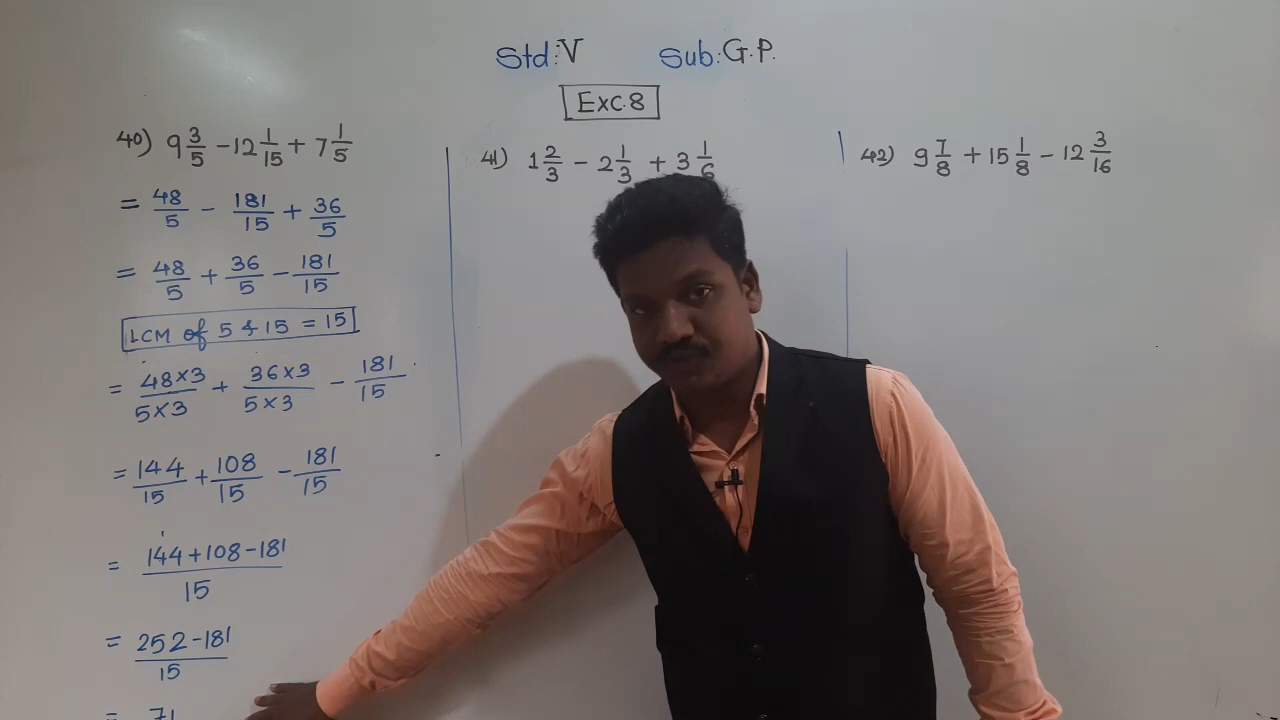 Std: V Sub: G.P.
Exc.8
40) 9 3/5 - 12 1/15 + 7 1/5
= 48/5 - 181/15 + 36/5
= 48/5 + 36/5 - 181/15
LCM of 5 & 15 = 15
= 48×3/5×3 + 36×3/5×3 - 181/15
= 144/15 + 108/15 - 181/15
= 144+108-181/15
= 252-181/15
= 71
41) 1 2/3 - 2 1/3 + 3 1/6
42) 9 7/8 + 15 1/8 - 12 3/16